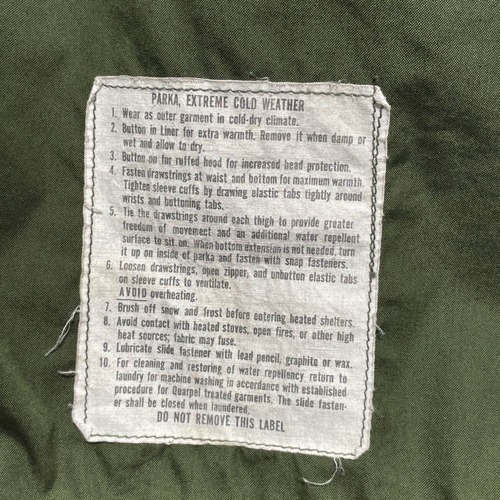 PARKA, EXTREME COLD WEATHER
1. Wear as outer garment in cold-dry climate.
2. Button in Liner for extra warmth. Remove it when damp or
wet and allow to dry.
3. Button on fur ruffed hood for increased head protection.
4. Fasten drawstrings at waist and bottom for maximum warmth.
Tighten sleeve cuffs by drawing elastic tabs tightly around
wrists and buttoning tabs.
5. Tie the drawstrings around each thigh to provide greater
freedom of movement and an additional water repellent
surface to sit on. When bottom extension is not needed, turn
it up on inside of parka and fasten with snap fasteners.
6. Loosen drawstrings, open zipper, and unbutton elastic tabs
on sleeve cuffs to ventilate.
AVOID overheating.
7. Brush off snow and frost before entering heated shelters.
8. Avoid contact with heated stoves, open fires, or other high
heat sources; fabric may fuse.
9. Lubricate slide fastener with lead pencil, graphite or wax.
10. For cleaning and restoring of water repellency return to
laundry for machine washing in accordance with established
procedure for Quarpel treated garments. The slide fasten-
er shall be closed when laundered.
DO NOT REMOVE THIS LABEL